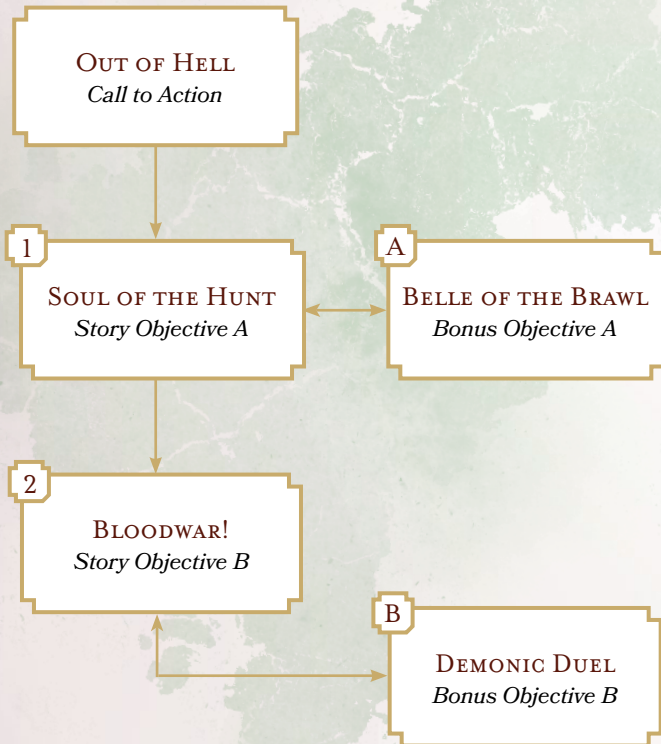 Out of Hell
Call to Action
1
Soul of the Hunt
Story Objective A
A
Belle of the Brawl
Bonus Objective A
2
Bloodwar!
Story Objective B
B
Demonic Duel
Bonus Objective B